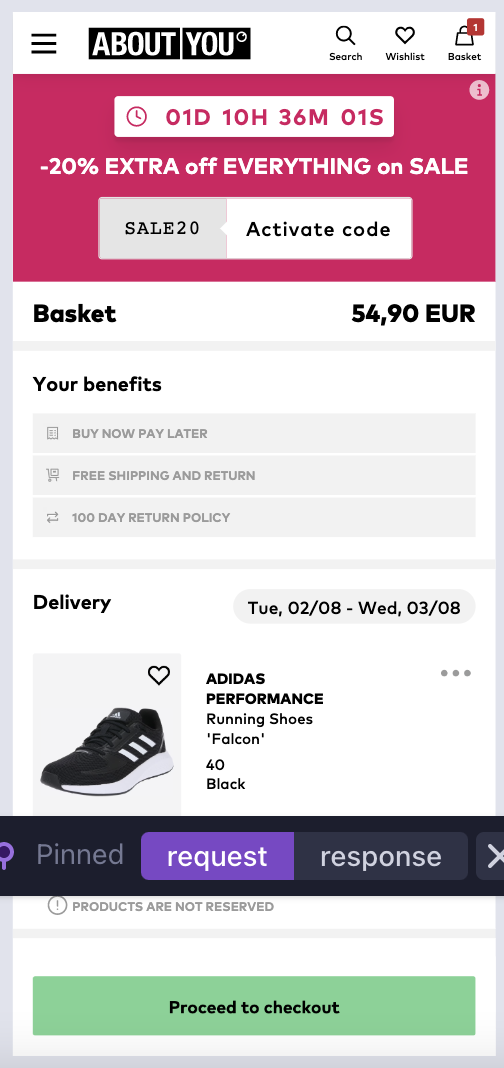 ABOUT YOU
Search
Wishlist
1
Basket
01D 10H 36M 01S
-20% EXTRA off EVERYTHING on SALE
SALE20
Activate code
Basket
54,90 EUR
Your benefits
BUY NOW PAY LATER
FREE SHIPPING AND RETURN
100 DAY RETURN POLICY
Delivery
Tue, 02/08 - Wed, 03/08
ADIDAS
PERFORMANCE
Running Shoes
'Falcon'
40
Black
Pinned
request
response
PRODUCTS ARE NOT RESERVED
Proceed to checkout